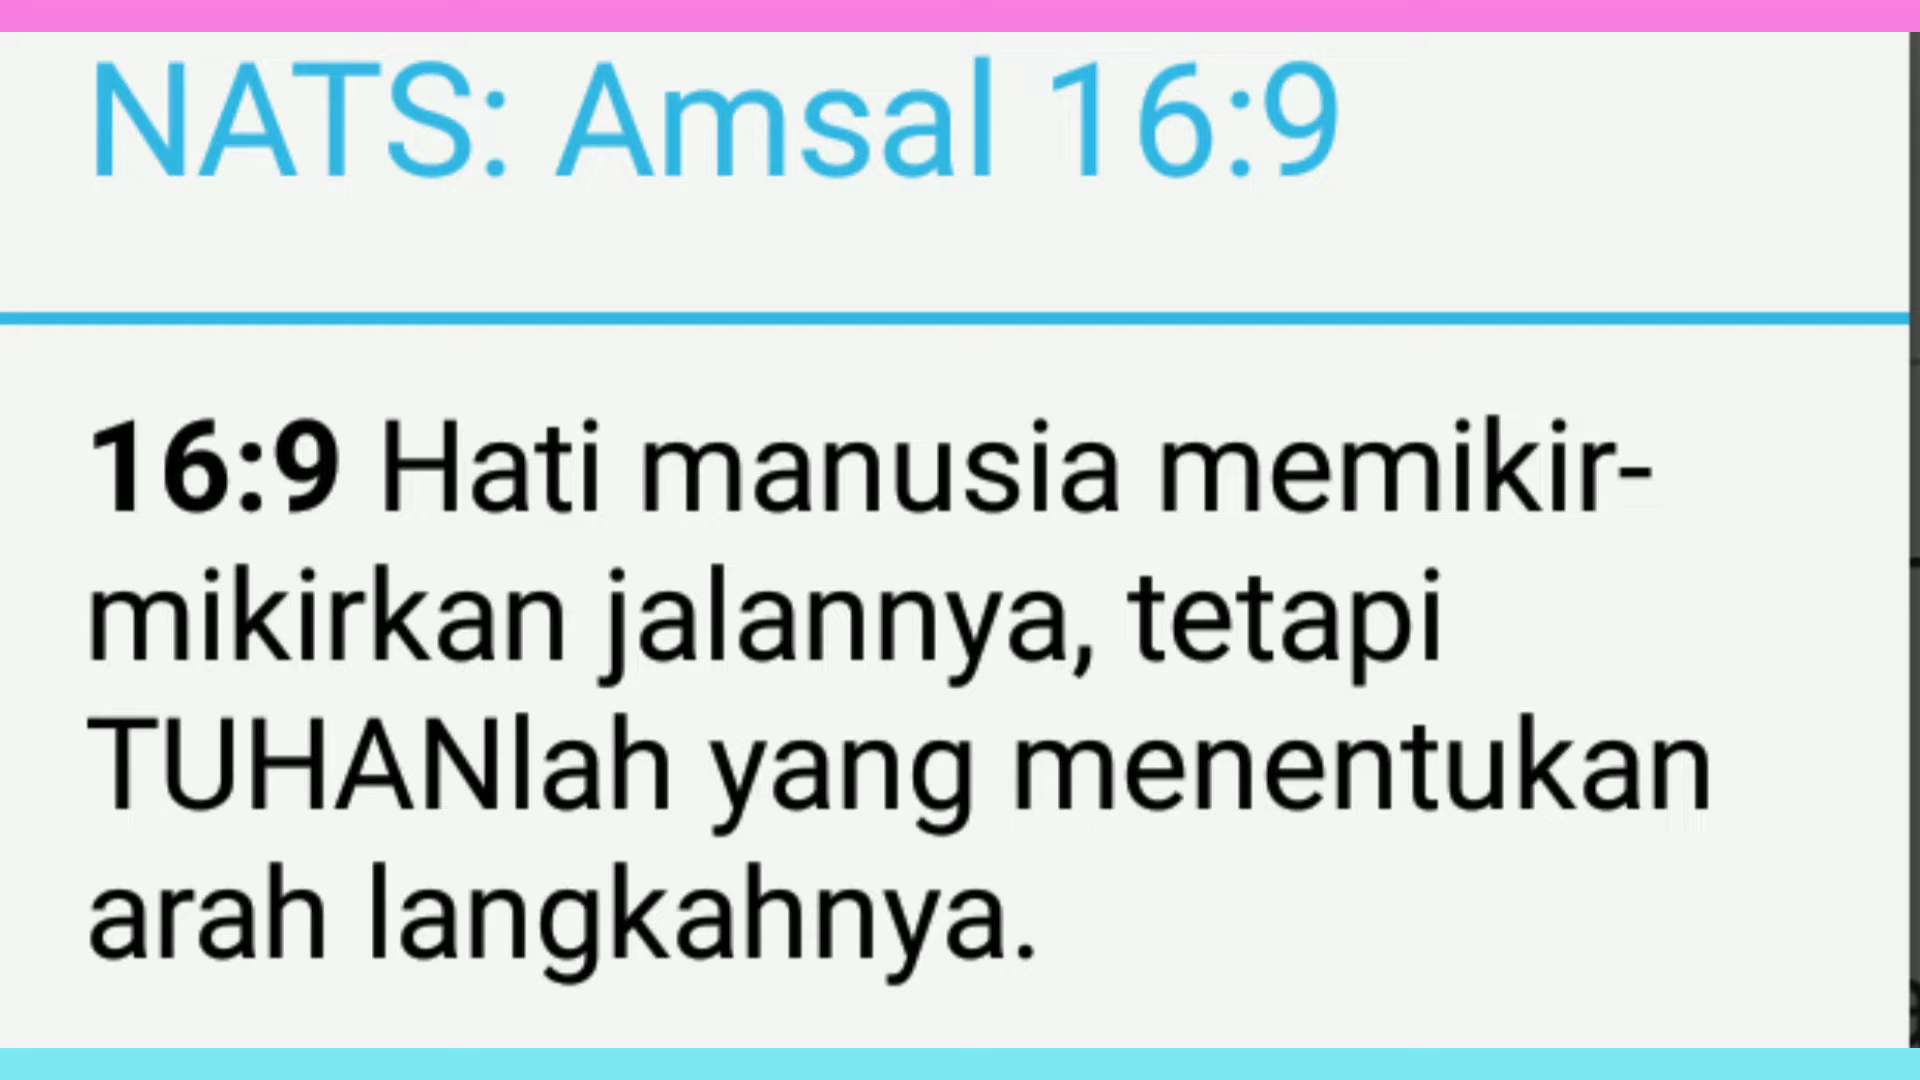 NATS: Amsal 16:9
16:9 Hati manusia memikir-
mikirkan jalannya, tetapi
TUHANlah yang menentukan
arah langkahnya.